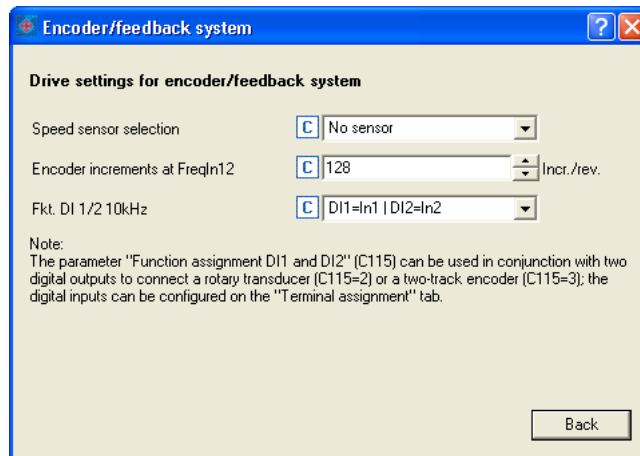 Encoder/feedback system
Drive settings for encoder/feedback system
Speed sensor selection C No sensor
Encoder increments at FreqIn12 C 128 Incr./rev.
Fkt. DI 1/2 10kHz C DI1=In1 | DI2=In2
Note:
The parameter "Function assignment DI1 and DI2" (C115) can be used in conjunction with two
digital outputs to connect a rotary transducer (C115=2) or a two-track encoder (C115=3); the
digital inputs can be configured on the "Terminal assignment" tab.
Back